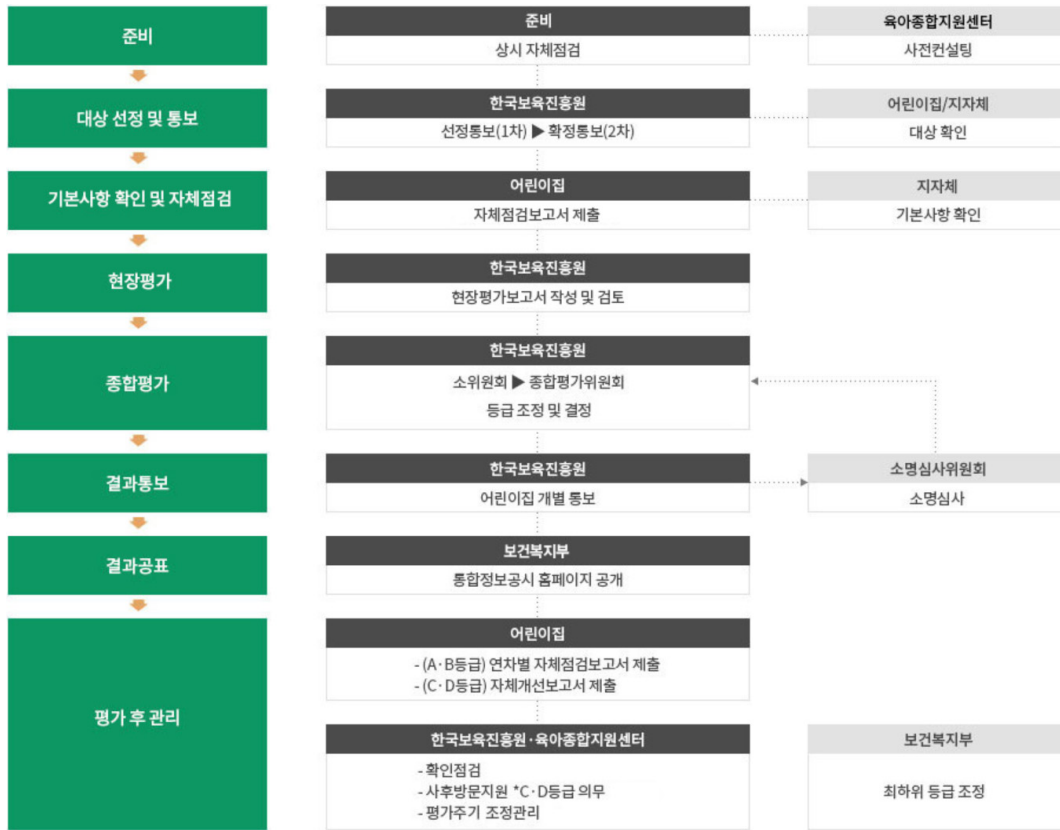 준비
준비
상시 자체점검
육아종합지원센터
사전컨설팅
대상 선정 및 통보
한국보육진흥원
선정통보(1차) ▶ 확정통보(2차)
어린이집/지자체
대상 확인
기본사항 확인 및 자체점검
어린이집
자체점검보고서 제출
지자체
기본사항 확인
현장평가
한국보육진흥원
현장평가보고서 작성 및 검토
종합평가
한국보육진흥원
소위원회 ▶ 종합평가위원회
등급 조정 및 결정
결과통보
한국보육진흥원
어린이집 개별 통보
소명심사위원회
소명심사
결과공표
보건복지부
통합정보공시 홈페이지 공개
평가 후 관리
어린이집
- (A·B등급) 연차별 자체점검보고서 제출
- (C·D등급) 자체개선보고서 제출
한국보육진흥원·육아종합지원센터
- 확인점검
- 사후방문지원 *C·D등급 의무
- 평가주기 조정관리
보건복지부
최하위 등급 조정